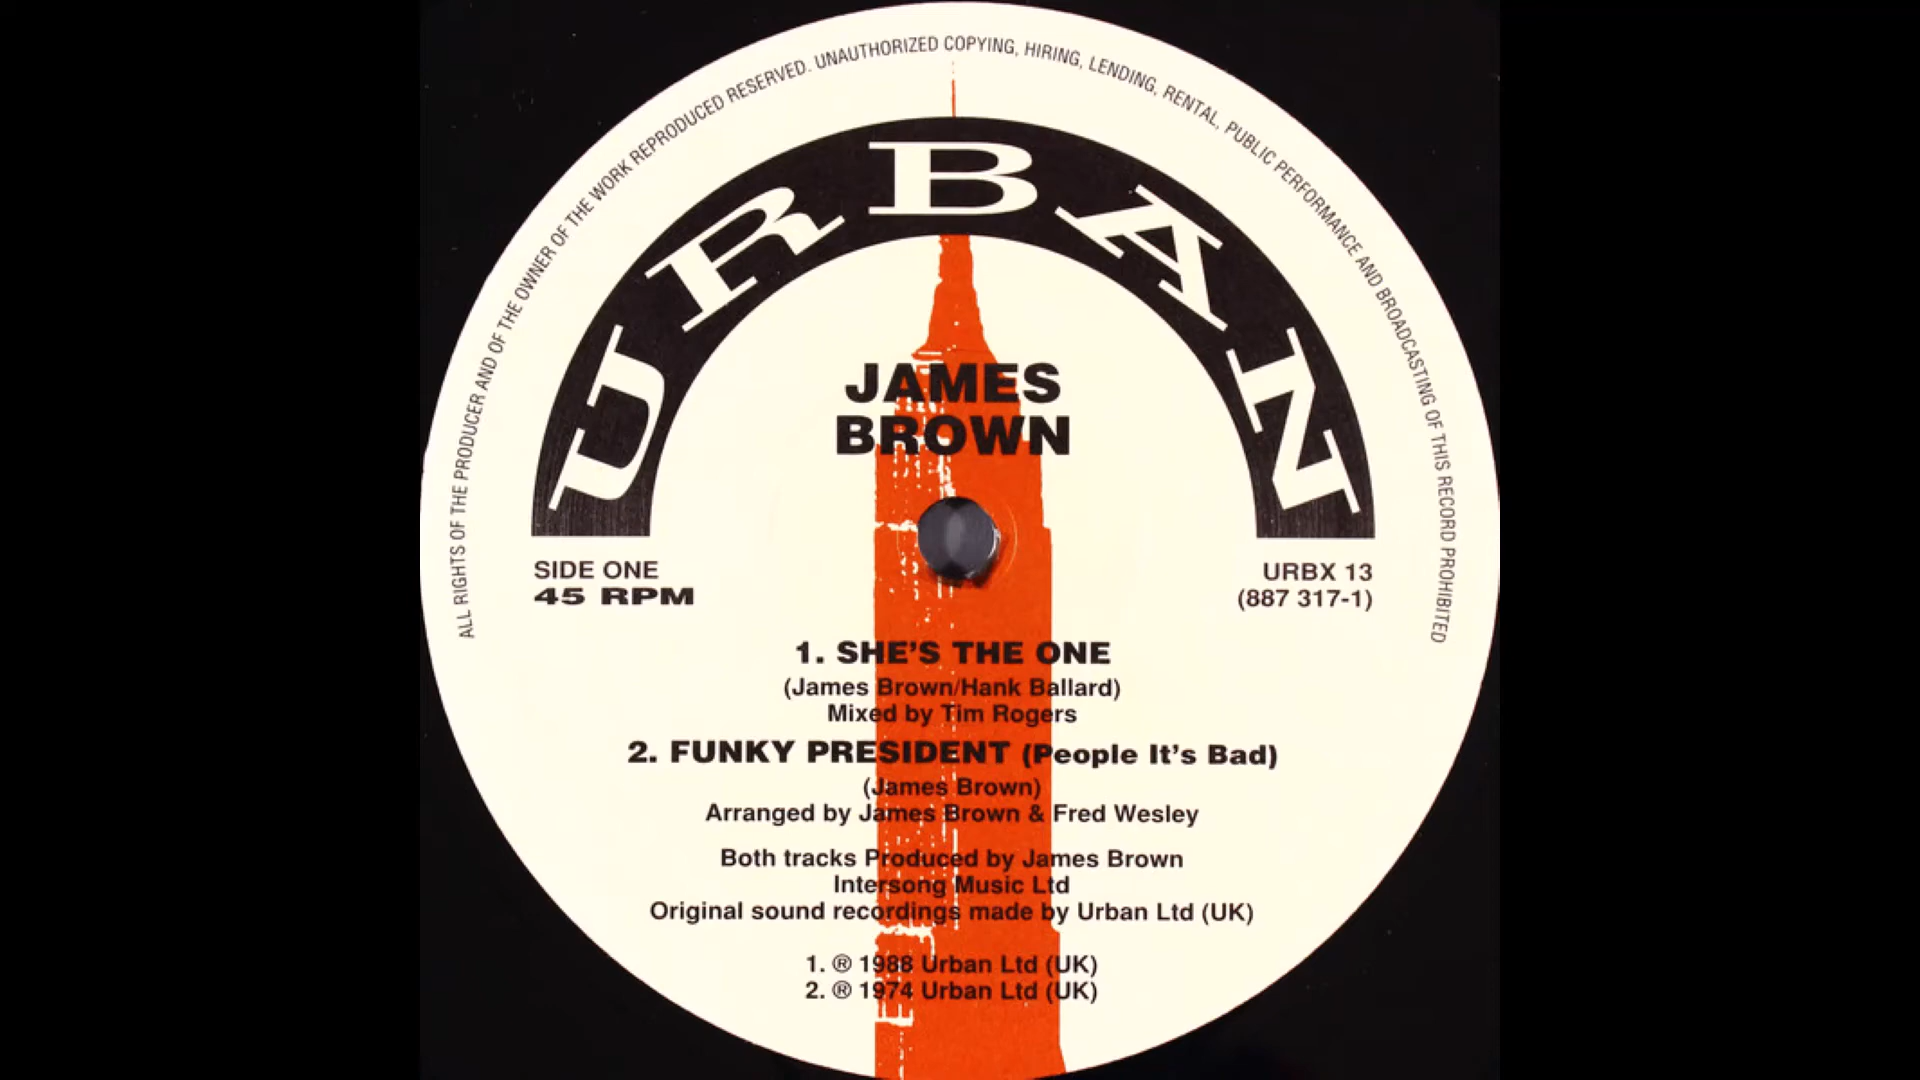 ALL RIGHTS OF THE PRODUCER AND OF THE OWNER OF THE WORK REPRODUCED RESERVED. UNAUTHORIZED COPYING, HIRING, LENDING, RENTAL, PUBLIC PERFORMANCE AND BROADCASTING OF THIS RECORD PROHIBITED
URBAN
JAMES
BROWN
SIDE ONE
45 RPM
URBX 13
(887 317-1)
1. SHE'S THE ONE
(James Brown/Hank Ballard)
Mixed by Tim Rogers
2. FUNKY PRESIDENT (People It's Bad)
(James Brown)
Arranged by James Brown & Fred Wesley
Both tracks Produced by James Brown
Intersong Music Ltd
Original sound recordings made by Urban Ltd (UK)
1. ® 1988 Urban Ltd (UK)
2. ® 1974 Urban Ltd (UK)